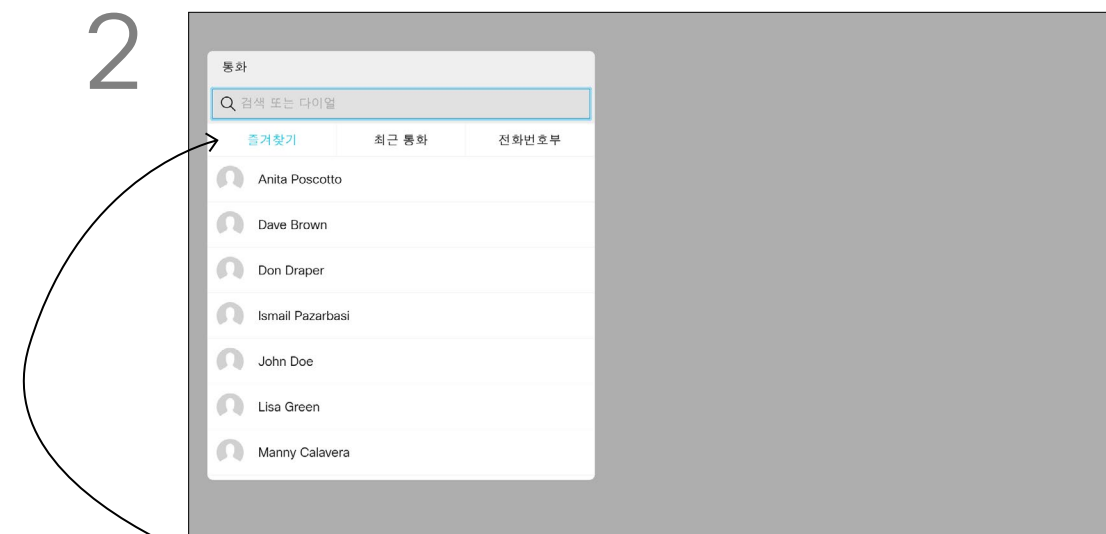 2
통화
검색 또는 다이얼
즐겨찾기 최근 통화 전화번호부
Anita Poscotto
Dave Brown
Don Draper
Ismail Pazarbasi
John Doe
Lisa Green
Manny Calavera